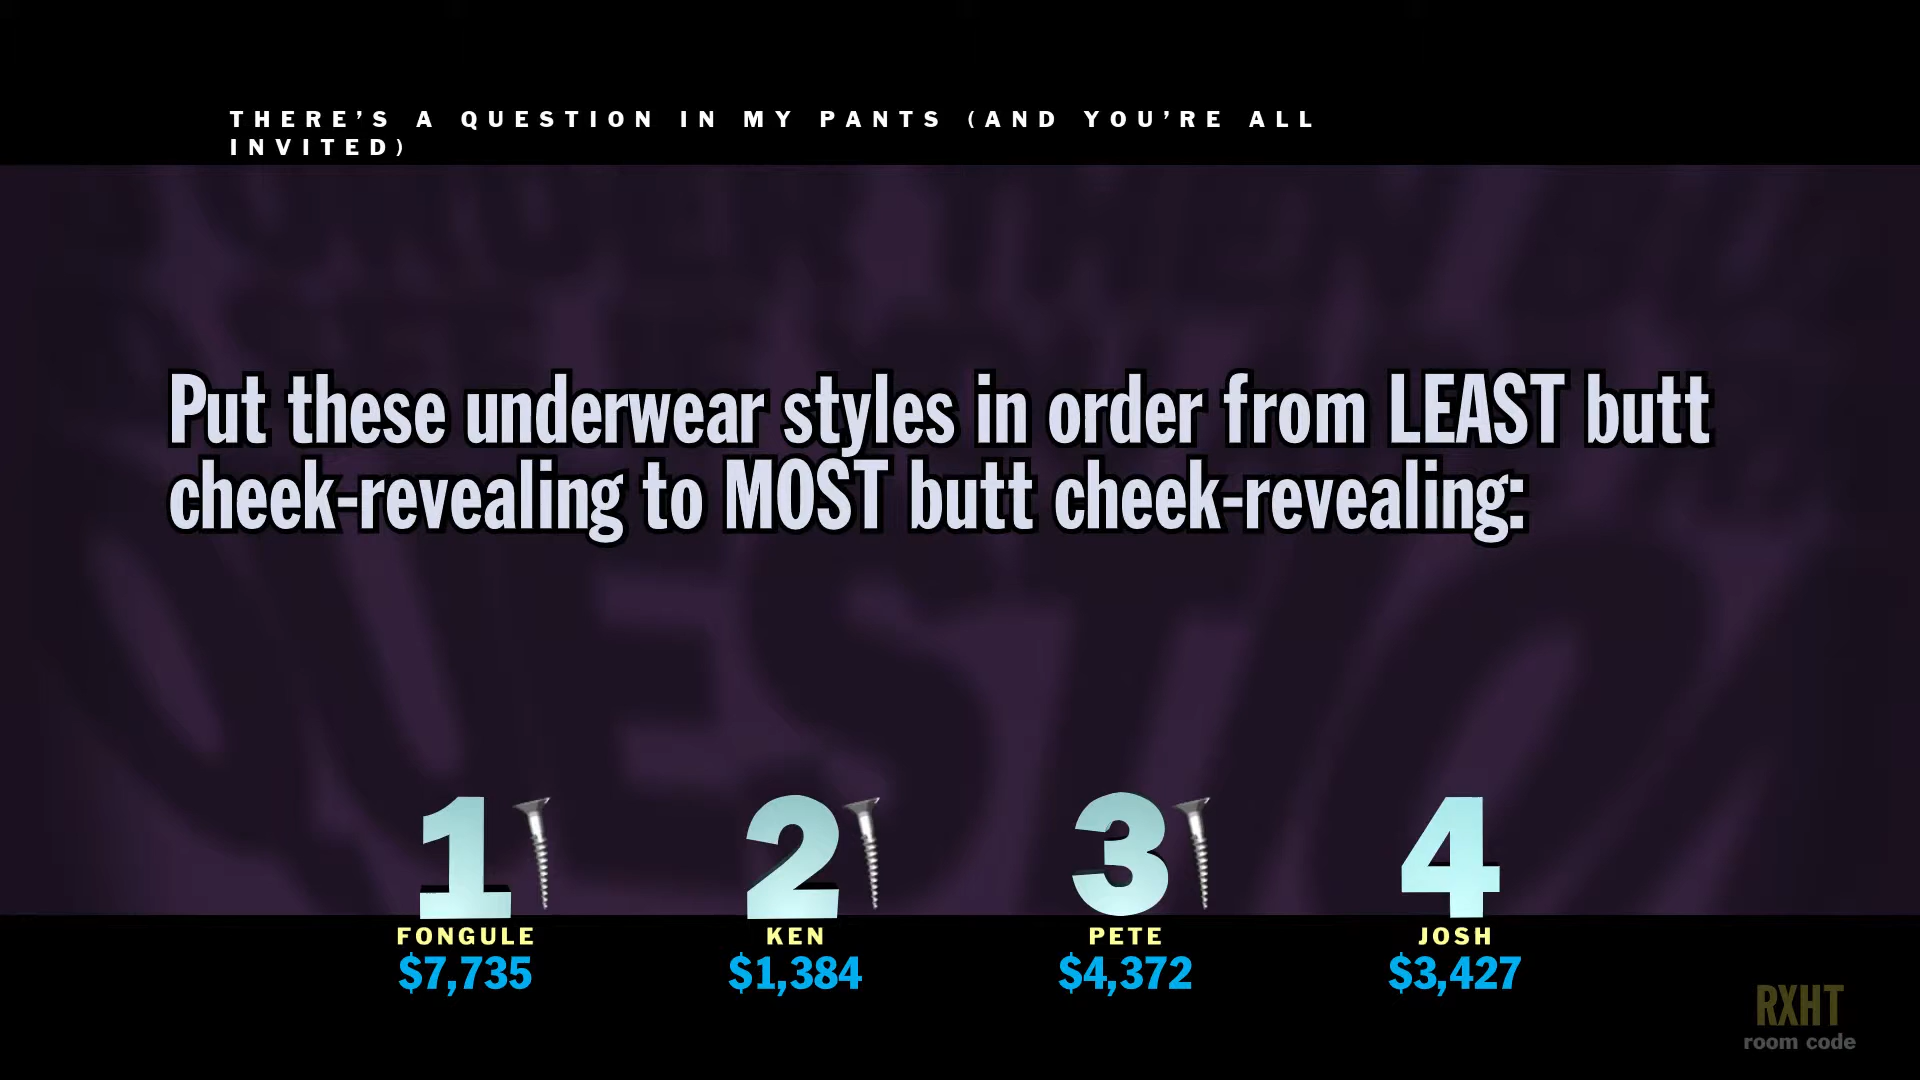 THERE'S A QUESTION IN MY PANTS (AND YOU'RE ALL
INVITED)
Put these underwear styles in order from LEAST butt
cheek-revealing to MOST butt cheek-revealing:
1 2 3 4
FONGULE KEN PETE JOSH
$7,735 $1,384 $4,372 $3,427
RXHT
room code